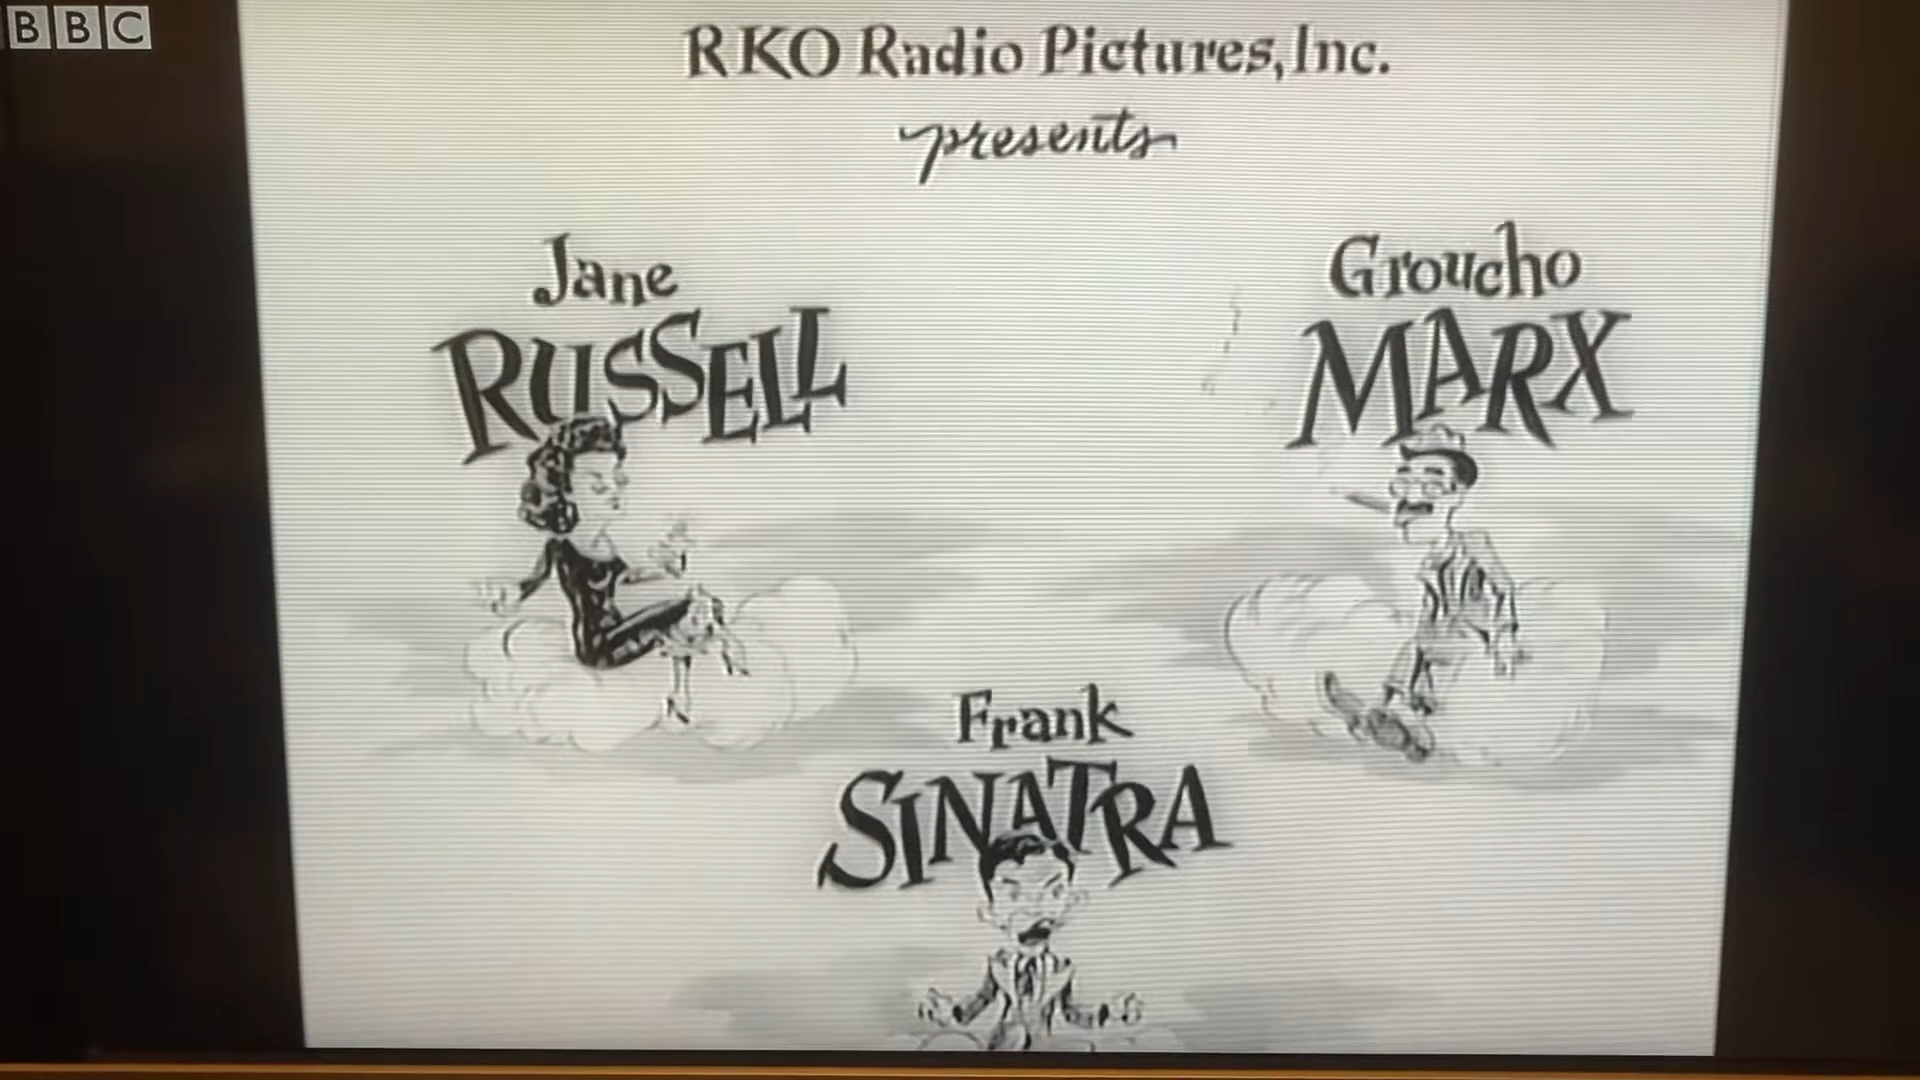 BBC
RKO Radio Pictures, Inc.
presents
Jane
RUSSELL
Groucho
MARX
Frank
SINATRA